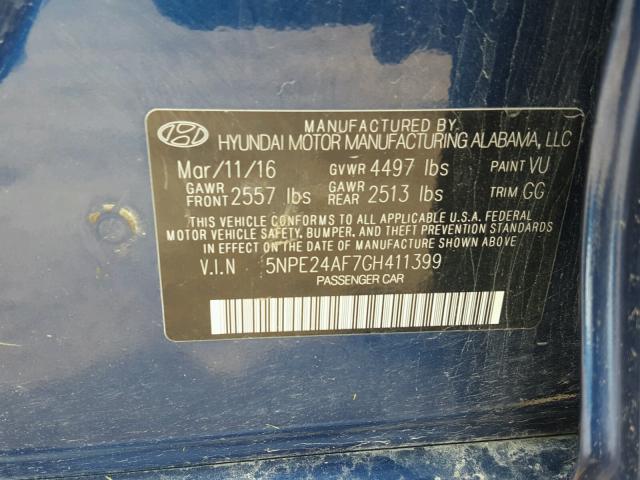 MANUFACTURED BY
HYUNDAI MOTOR MANUFACTURING ALABAMA, LLC
Mar/11/16 GVWR 4497 lbs PAINT VU
GAWR FRONT 2557 lbs GAWR REAR 2513 lbs TRIM GG
THIS VEHICLE CONFORMS TO ALL APPLICABLE U.S.A. FEDERAL
MOTOR VEHICLE SAFETY, BUMPER, AND THEFT PREVENTION STANDARDS
IN EFFECT ON THE DATE OF MANUFACTURE SHOWN ABOVE
V.I.N 5NPE24AF7GH411399
PASSENGER CAR